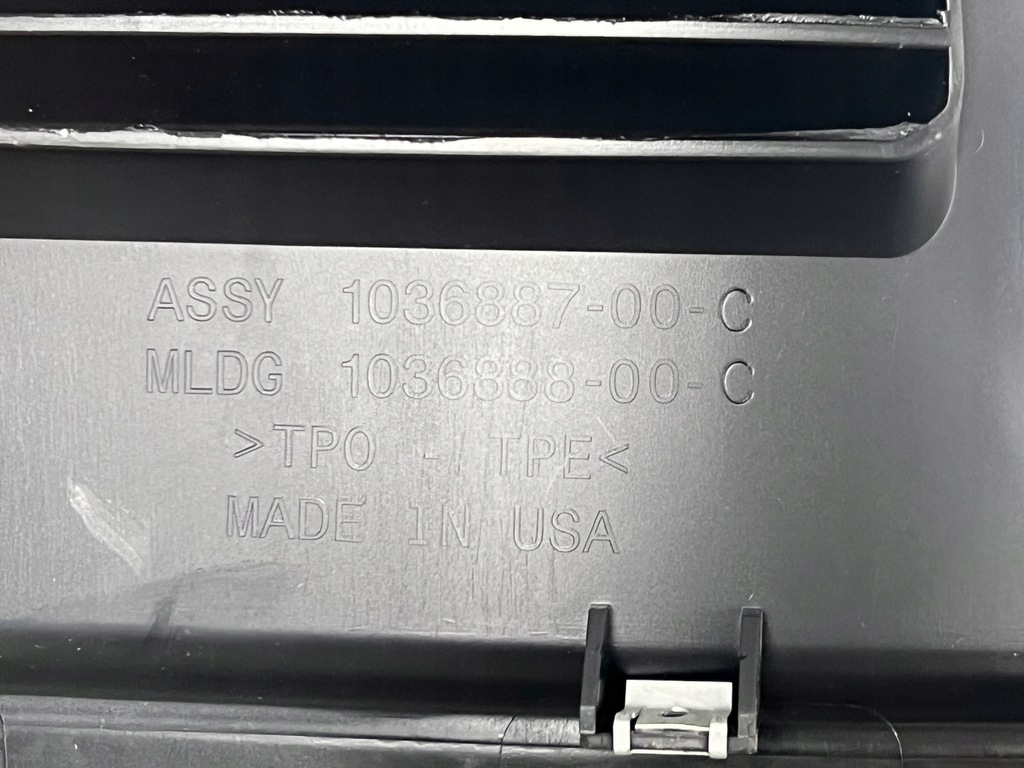 ASSY 1036887-00-C
MLDG 1036888-00-C
>TPO - TPE<
MADE IN USA